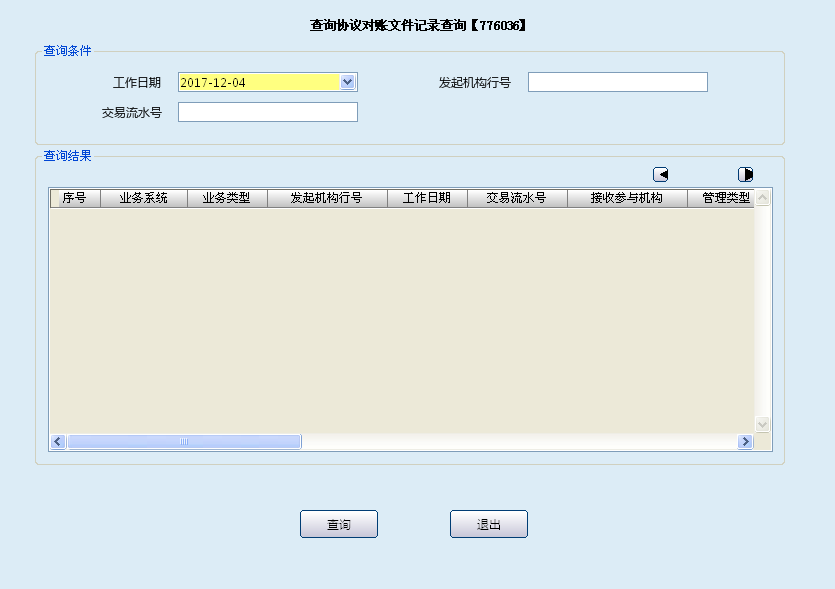 查询协议对账文件记录查询【776036】
查询条件
工作日期 2017-12-04 发起机构行号
交易流水号
查询结果
序号 业务系统 业务类型 发起机构行号 工作日期 交易流水号 接收参与机构 管理类型
查询 退出